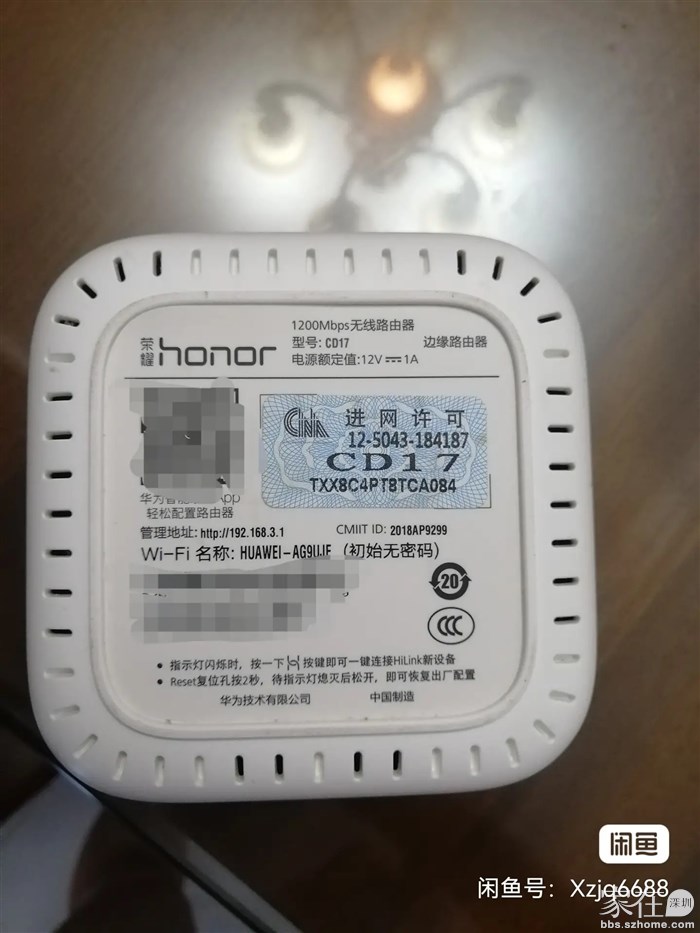 1200Mbps无线路由器
荣耀 honor 型号: CD17 边缘路由器
电源额定值:12V⎓1A
进网许可
12-5043-184187
CD17
TXX8C4PT8TCA084
华为智能 App
轻松配置路由器
管理地址: http://192.168.3.1 CMIIT ID: 2018AP9299
Wi-Fi 名称: HUAWEI-AG9UJE (初始无密码)
20
CCC
• 指示灯闪烁时，按一下按键即可一键连接HiLink新设备
• Reset复位孔按2秒，待指示灯熄灭后松开，即可恢复出厂配置
华为技术有限公司 中国制造
闲鱼
闲鱼号：Xzjq6688
家在 深圳
bbs.szhome.com